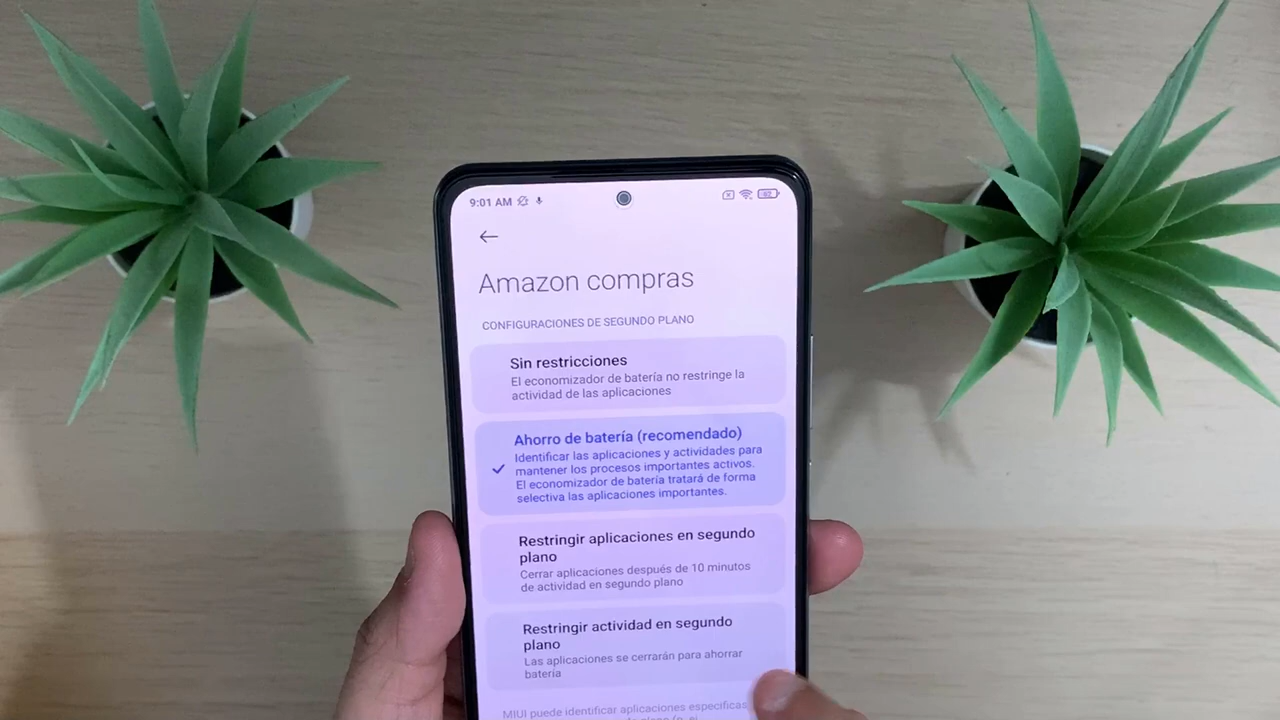 9:01 AM
92
Amazon compras
CONFIGURACIONES DE SEGUNDO PLANO
Sin restricciones
El economizador de batería no restringe la
actividad de las aplicaciones
Ahorro de batería (recomendado)
Identificar las aplicaciones y actividades para
mantener los procesos importantes activos.
El economizador de batería tratará de forma
selectiva las aplicaciones importantes.
Restringir aplicaciones en segundo
plano
Cerrar aplicaciones después de 10 minutos
de actividad en segundo plano
Restringir actividad en segundo
plano
Las aplicaciones se cerrarán para ahorrar
batería
MIUI puede identificar aplicaciones específicas